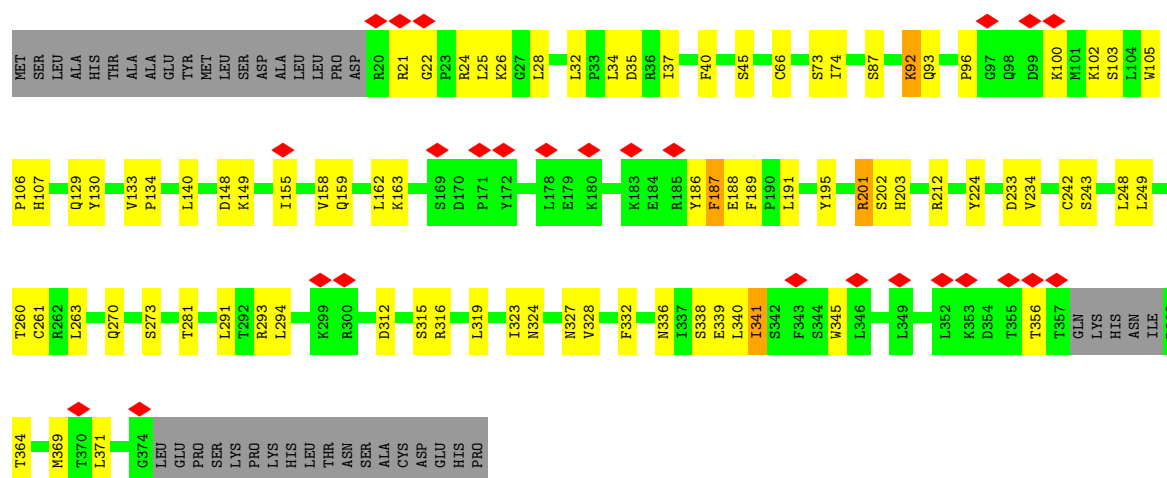 MET SER LEU ALA HIS THR ALA ALA GLU TYR MET LEU SER ASP ALA LEU LEU PRO ASP R20 R21 G22 P23 R24 L25 K26 G27 L28 L32 P33 L34 D35 R36 I37 F40 S45 C66 S73 I74 S87 K92 Q93 P96 G97 Q98 D99 K100 M101 K102 S103 L104 W105
P106 H107 Q129 Y130 V133 P134 L140 D148 K149 I155 V158 Q159 L162 K163 S169 D170 P171 Y172 L178 E179 K180 K183 E184 R185 Y186 F187 E188 F189 P190 L191 Y195 R201 S202 H203 R212 Y224 D233 V234 C242 S243 L248 L249
T260 C261 R262 L263 Q270 S273 T281 L291 T292 R293 L294 K299 R300 D312 S315 R316 L319 I323 N324 N327 V328 F332 N336 I337 S338 E339 L340 I341 S342 F343 S344 W345 L346 L349 L352 K353 D354 T355 T356 T357 GLN LYS HIS ASN ILE
T364 M369 T370 L371 G374 LEU GLU PRO SER LYS PRO LYS HIS LEU THR ASN SER ALA CYS ASP GLU HIS PRO